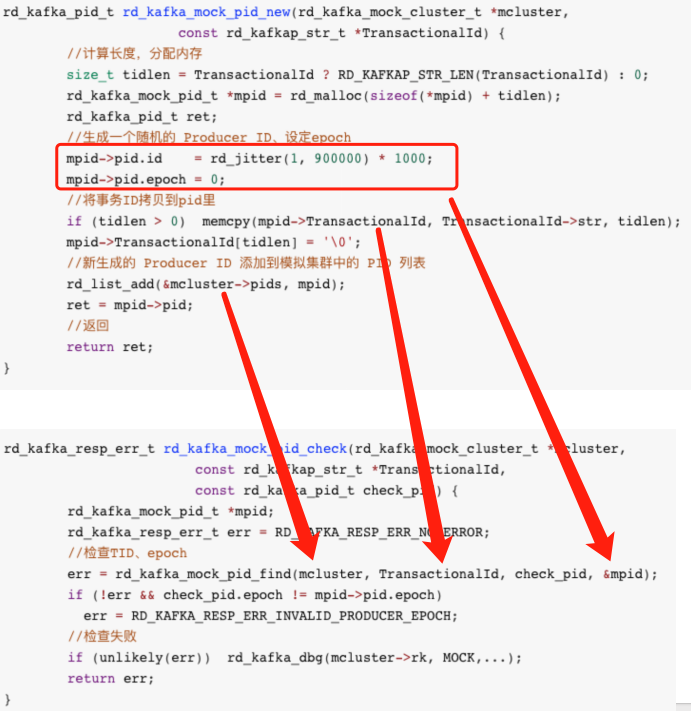 rd_kafka_pid_t rd_kafka_mock_pid_new(rd_kafka_mock_cluster_t *mcluster,
const rd_kafkap_str_t *TransactionalId) {
//计算长度，分配内存
size_t tidlen = TransactionalId ? RD_KAFKAP_STR_LEN(TransactionalId) : 0;
rd_kafka_mock_pid_t *mpid = rd_malloc(sizeof(*mpid) + tidlen);
rd_kafka_pid_t ret;
//生成一个随机的 Producer ID、设定epoch
mpid->pid.id = rd_jitter(1, 900000) * 1000;
mpid->pid.epoch = 0;
//将事务ID拷贝到pid里
if (tidlen > 0) memcpy(mpid->TransactionalId, TransactionalId->str, tidlen);
mpid->TransactionalId[tidlen] = '\0';
//新生成的 Producer ID 添加到模拟集群中的 PID 列表
rd_list_add(&mcluster->pids, mpid);
ret = mpid->pid;
//返回
return ret;
}
rd_kafka_resp_err_t rd_kafka_mock_pid_check(rd_kafka_mock_cluster_t *mcluster,
const rd_kafkap_str_t *TransactionalId,
const rd_kafka_pid_t check_pid) {
rd_kafka_mock_pid_t *mpid;
rd_kafka_resp_err_t err = RD_KAFKA_RESP_ERR_NO_ERROR;
//检查TID、epoch
err = rd_kafka_mock_pid_find(mcluster, TransactionalId, check_pid, &mpid);
if (!err && check_pid.epoch != mpid->pid.epoch)
err = RD_KAFKA_RESP_ERR_INVALID_PRODUCER_EPOCH;
//检查失败
if (unlikely(err)) rd_kafka_dbg(mcluster->rk, MOCK,...);
return err;
}